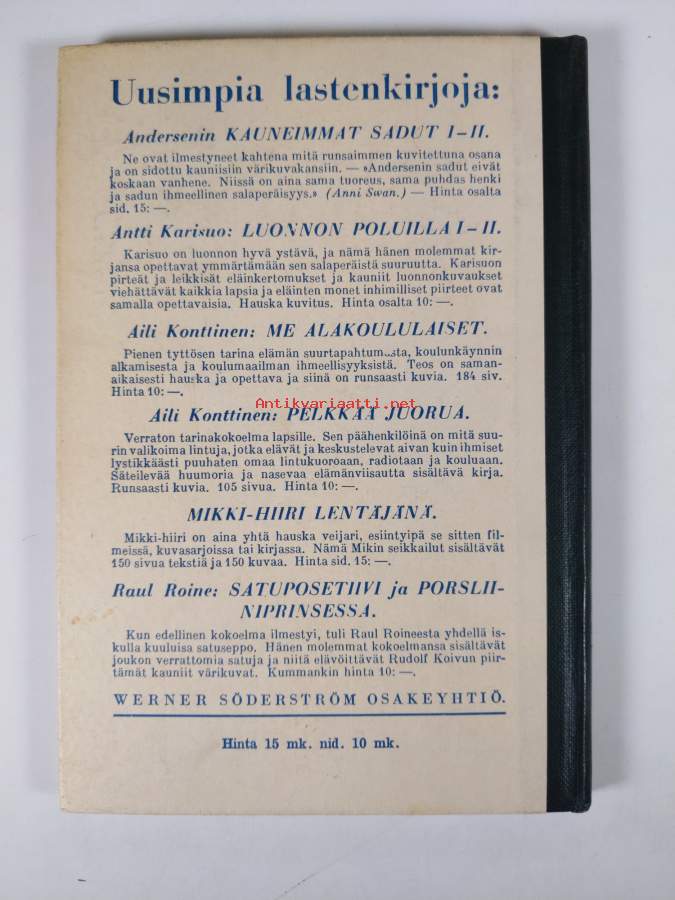 Uusimpia lastenkirjoja:
Andersenin KAUNEIMMAT SADUT I–II.
Ne ovat ilmestyneet kahtena mitä runsaimmen kuvitettuna osana
ja on sidottu kauniisiin värikuvakansiin. — »Andersenin sadut eivät
koskaan vanhene. Niissä on aina sama tuoreus, sama puhdas henki
ja sadun ihmeellinen salaperäisyys.» (Anni Swan.) — Hinta osalta
sid. 15: —.
Antti Karisuo: LUONNON POLUILLA I–II.
Karisuo on luonnon hyvä ystävä, ja nämä hänen molemmat kir-
jansa opettavat ymmärtämään sen salaperäistä suuruutta. Karisuon
pirteät ja leikkisät eläinkertomukset ja kauniit luonnonkuvaukset
viehättävät kaikkia lapsia ja eläinten monet inhimilliset piirteet ovat
samalla opettavaisia. Hauska kuvitus. Hinta osalta 10: —.
Aili Konttinen: ME ALAKOULULAISET.
Pienen tyttösen tarina elämän suurtapahtum..sta, koulunkäynnin
alkamisesta ja koulumaailman ihmeellisyyksistä. Teos on saman-
aikaisesti hauska ja opettava ja siinä on runsaasti kuvia. 184 siv.
Hinta 10: —.
Antikvariaatti.net
Aili Konttinen: PELKKÄÄ JUORUA.
Verraton tarinakokoelma lapsille. Sen päähenkilöinä on mitä suu-
rin valikoima lintuja, jotka elävät ja keskustelevat aivan kuin ihmiset
lystikkäästi puuhaten omaa lintukuoroaan, radiotaan ja kouluaan.
Säteilevää huumoria ja nasevaa elämänviisautta sisältävä kirja.
Runsaasti kuvia. 105 sivua. Hinta 10: —.
MIKKI-HIIRI LENTÄJÄNÄ.
Mikki-hiiri on aina yhtä hauska veijari, esiintyipä se sitten fil-
meissä, kuvasarjoissa tai kirjassa. Nämä Mikin seikkailut sisältävät
150 sivua tekstiä ja 150 kuvaa. Hinta sid. 15: —.
Raul Roine: SATUPOSETIIVI ja PORSLII-
NIPRINSESSA.
Kun edellinen kokoelma ilmestyi, tuli Raul Roineesta yhdellä is-
kulla kuuluisa satuseppo. Hänen molemmat kokoelmansa sisältävät
joukon verrattomia satuja ja niitä elävöittävät Rudolf Koivun piir-
tämät kauniit värikuvat. Kummankin hinta 10: —.
WERNER SÖDERSTRÖM OSAKEYHTIÖ.
Hinta 15 mk. nid. 10 mk.